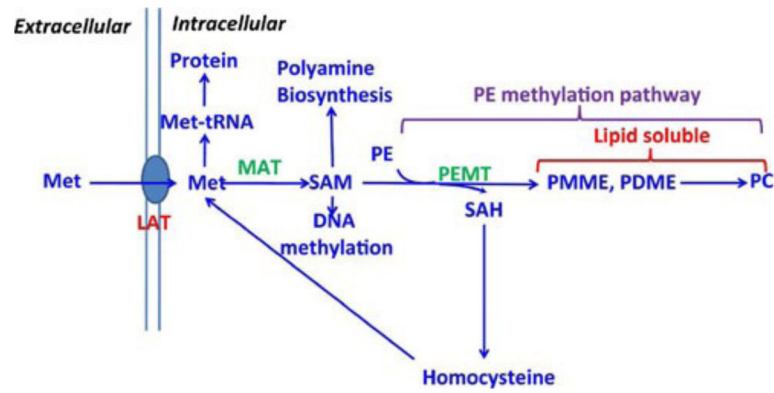 Extracellular
Intracellular
Protein
Polyamine
Biosynthesis
PE methylation pathway
Met-tRNA
Lipid soluble
PE
MAT
PEMT
Met
Met
SAM
PMME, PDME
PC
LAT
SAH
DNA
methylation
Homocysteine